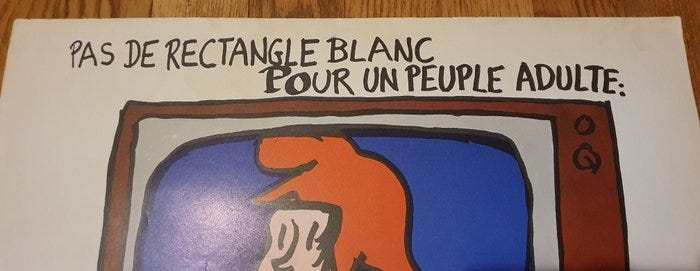 PAS DE RECTANGLE BLANC
POUR UN PEUPLE ADULTE: